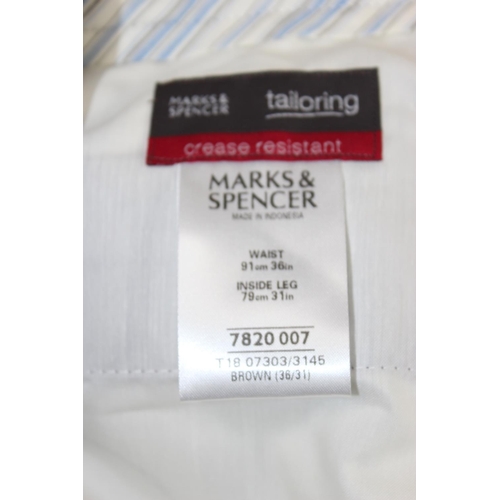 MARKS &
SPENCER
tailoring
crease resistant
MARKS &
SPENCER
MADE IN INDONESIA
WAIST
91cm 36in
INSIDE LEG
79cm 31in
7820 007
T18 07303/3145
BROWN (36/31)